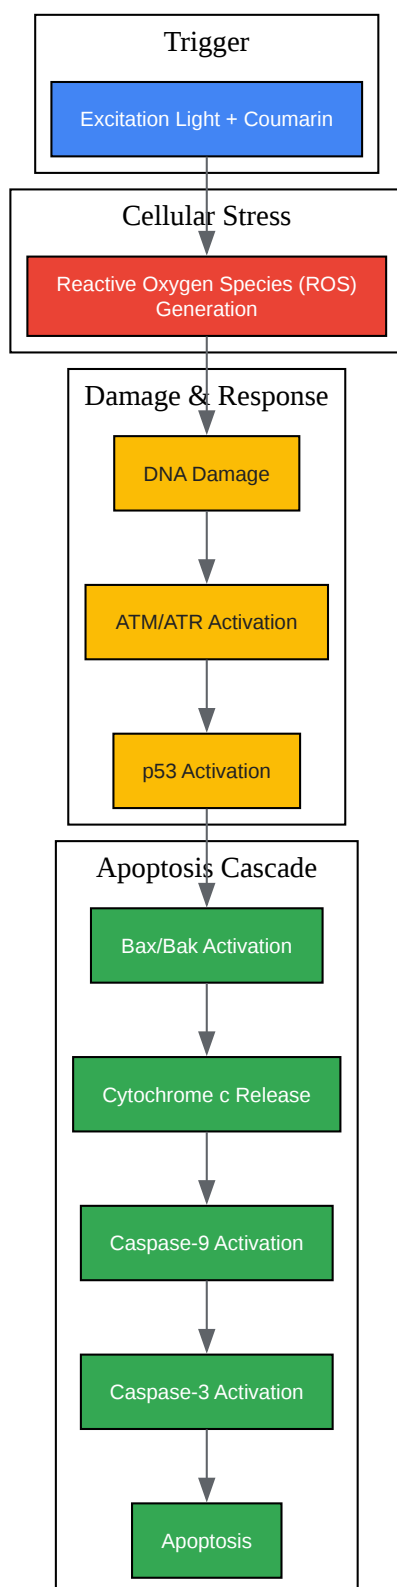 Trigger
Excitation Light + Coumarin
Cellular Stress
Reactive Oxygen Species (ROS)
Generation
Damage & Response
DNA Damage
ATM/ATR Activation
p53 Activation
Apoptosis Cascade
Bax/Bak Activation
Cytochrome c Release
Caspase-9 Activation
Caspase-3 Activation
Apoptosis